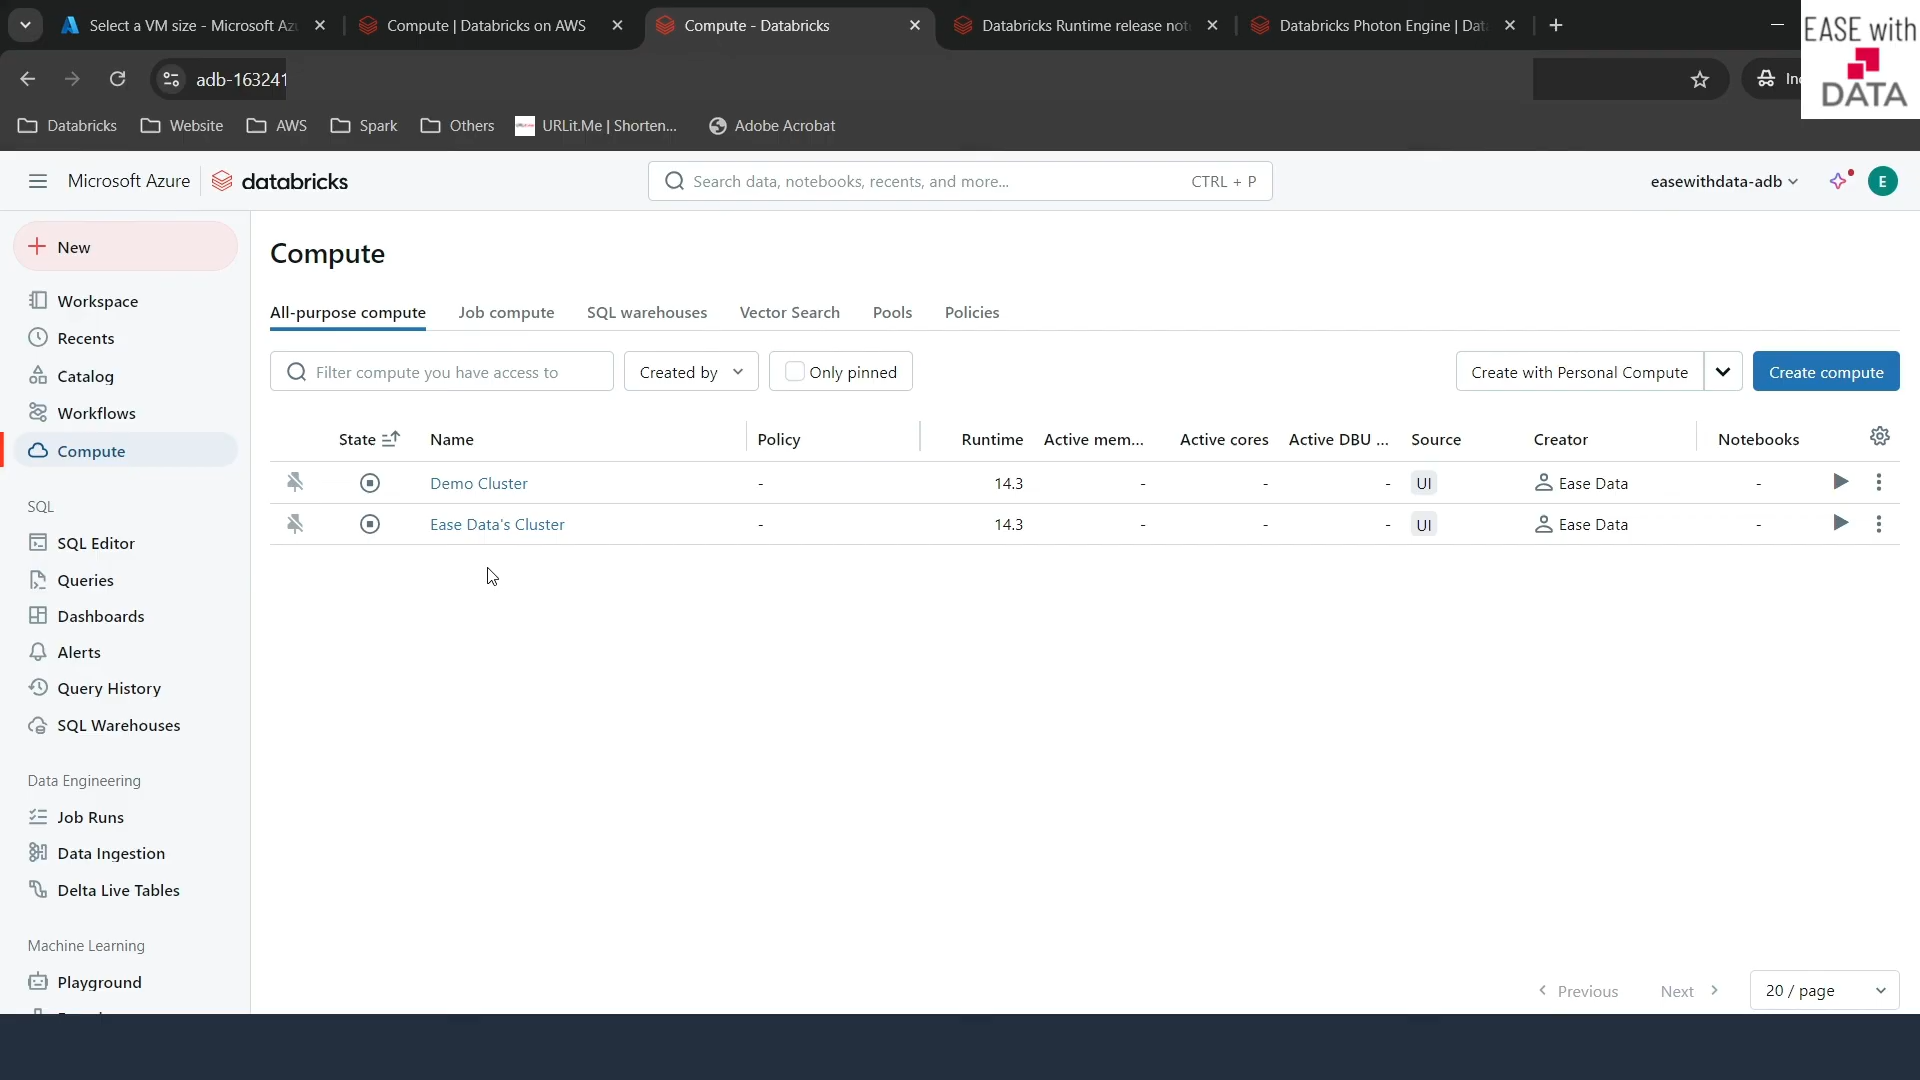 Select a VM size - Microsoft Az
Compute | Databricks on AWS
Compute - Databricks
Databricks Runtime release not
Databricks Photon Engine | Dat
EASE with
DATA
adb-163241
Databricks
Website
AWS
Spark
Others
URLit.Me | Shorten...
Adobe Acrobat
Microsoft Azure
databricks
Search data, notebooks, recents, and more...
CTRL + P
easewithdata-adb
E
New
Workspace
Recents
Catalog
Workflows
Compute
SQL
SQL Editor
Queries
Dashboards
Alerts
Query History
SQL Warehouses
Data Engineering
Job Runs
Data Ingestion
Delta Live Tables
Machine Learning
Playground
Compute
All-purpose compute
Job compute
SQL warehouses
Vector Search
Pools
Policies
Filter compute you have access to
Created by
Only pinned
Create with Personal Compute
Create compute
State
Name
Policy
Runtime
Active mem...
Active cores
Active DBU ...
Source
Creator
Notebooks
Demo Cluster - 14.3 - - - UI Ease Data -
Ease Data's Cluster - 14.3 - - - UI Ease Data -
Previous
Next
20 / page